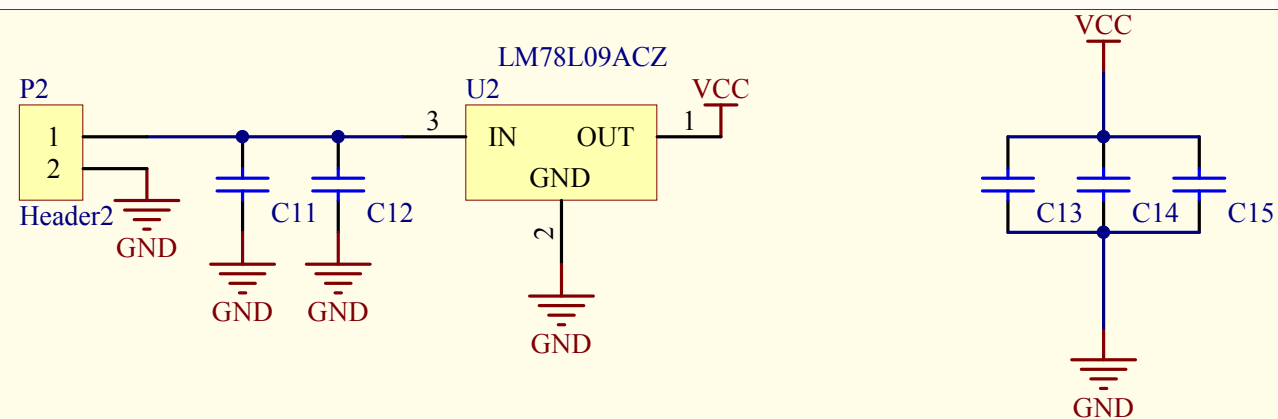 LM78L09ACZ
P2
U2
VCC
VCC
1
2
3
IN
OUT
1
GND
2
Header2
GND
C11
C12
GND
GND
GND
C13
C14
C15
GND